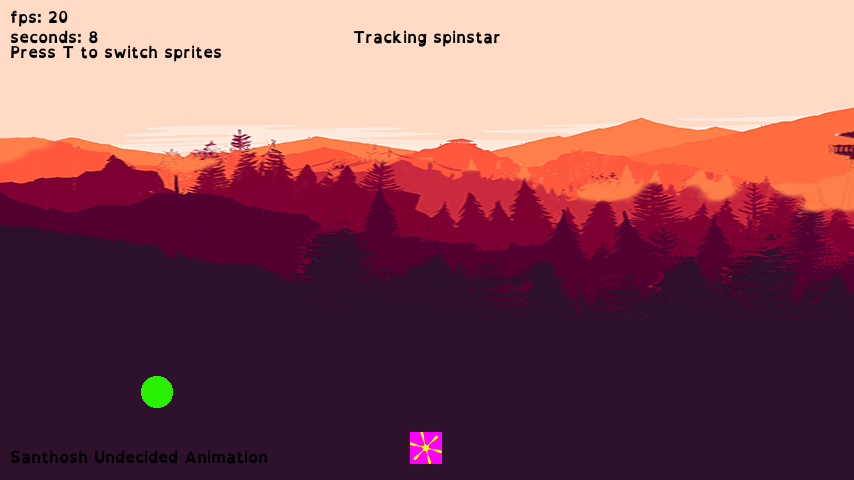 fps: 20
seconds: 8
Tracking spinstar
Press T to switch sprites
Santhosh Undecided Animation